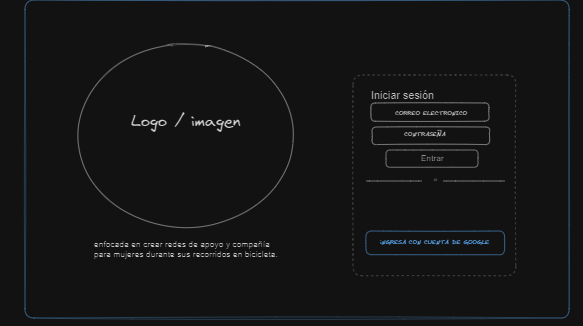 Logo / imagen
enfocada en crear redes de apoyo y compañía
para mujeres durante sus recorridos en bicicleta.
Iniciar sesión
CORREO ELECTRONICO
CONTRASEÑA
Entrar
o
INGRESA CON CUENTA DE GOOGLE